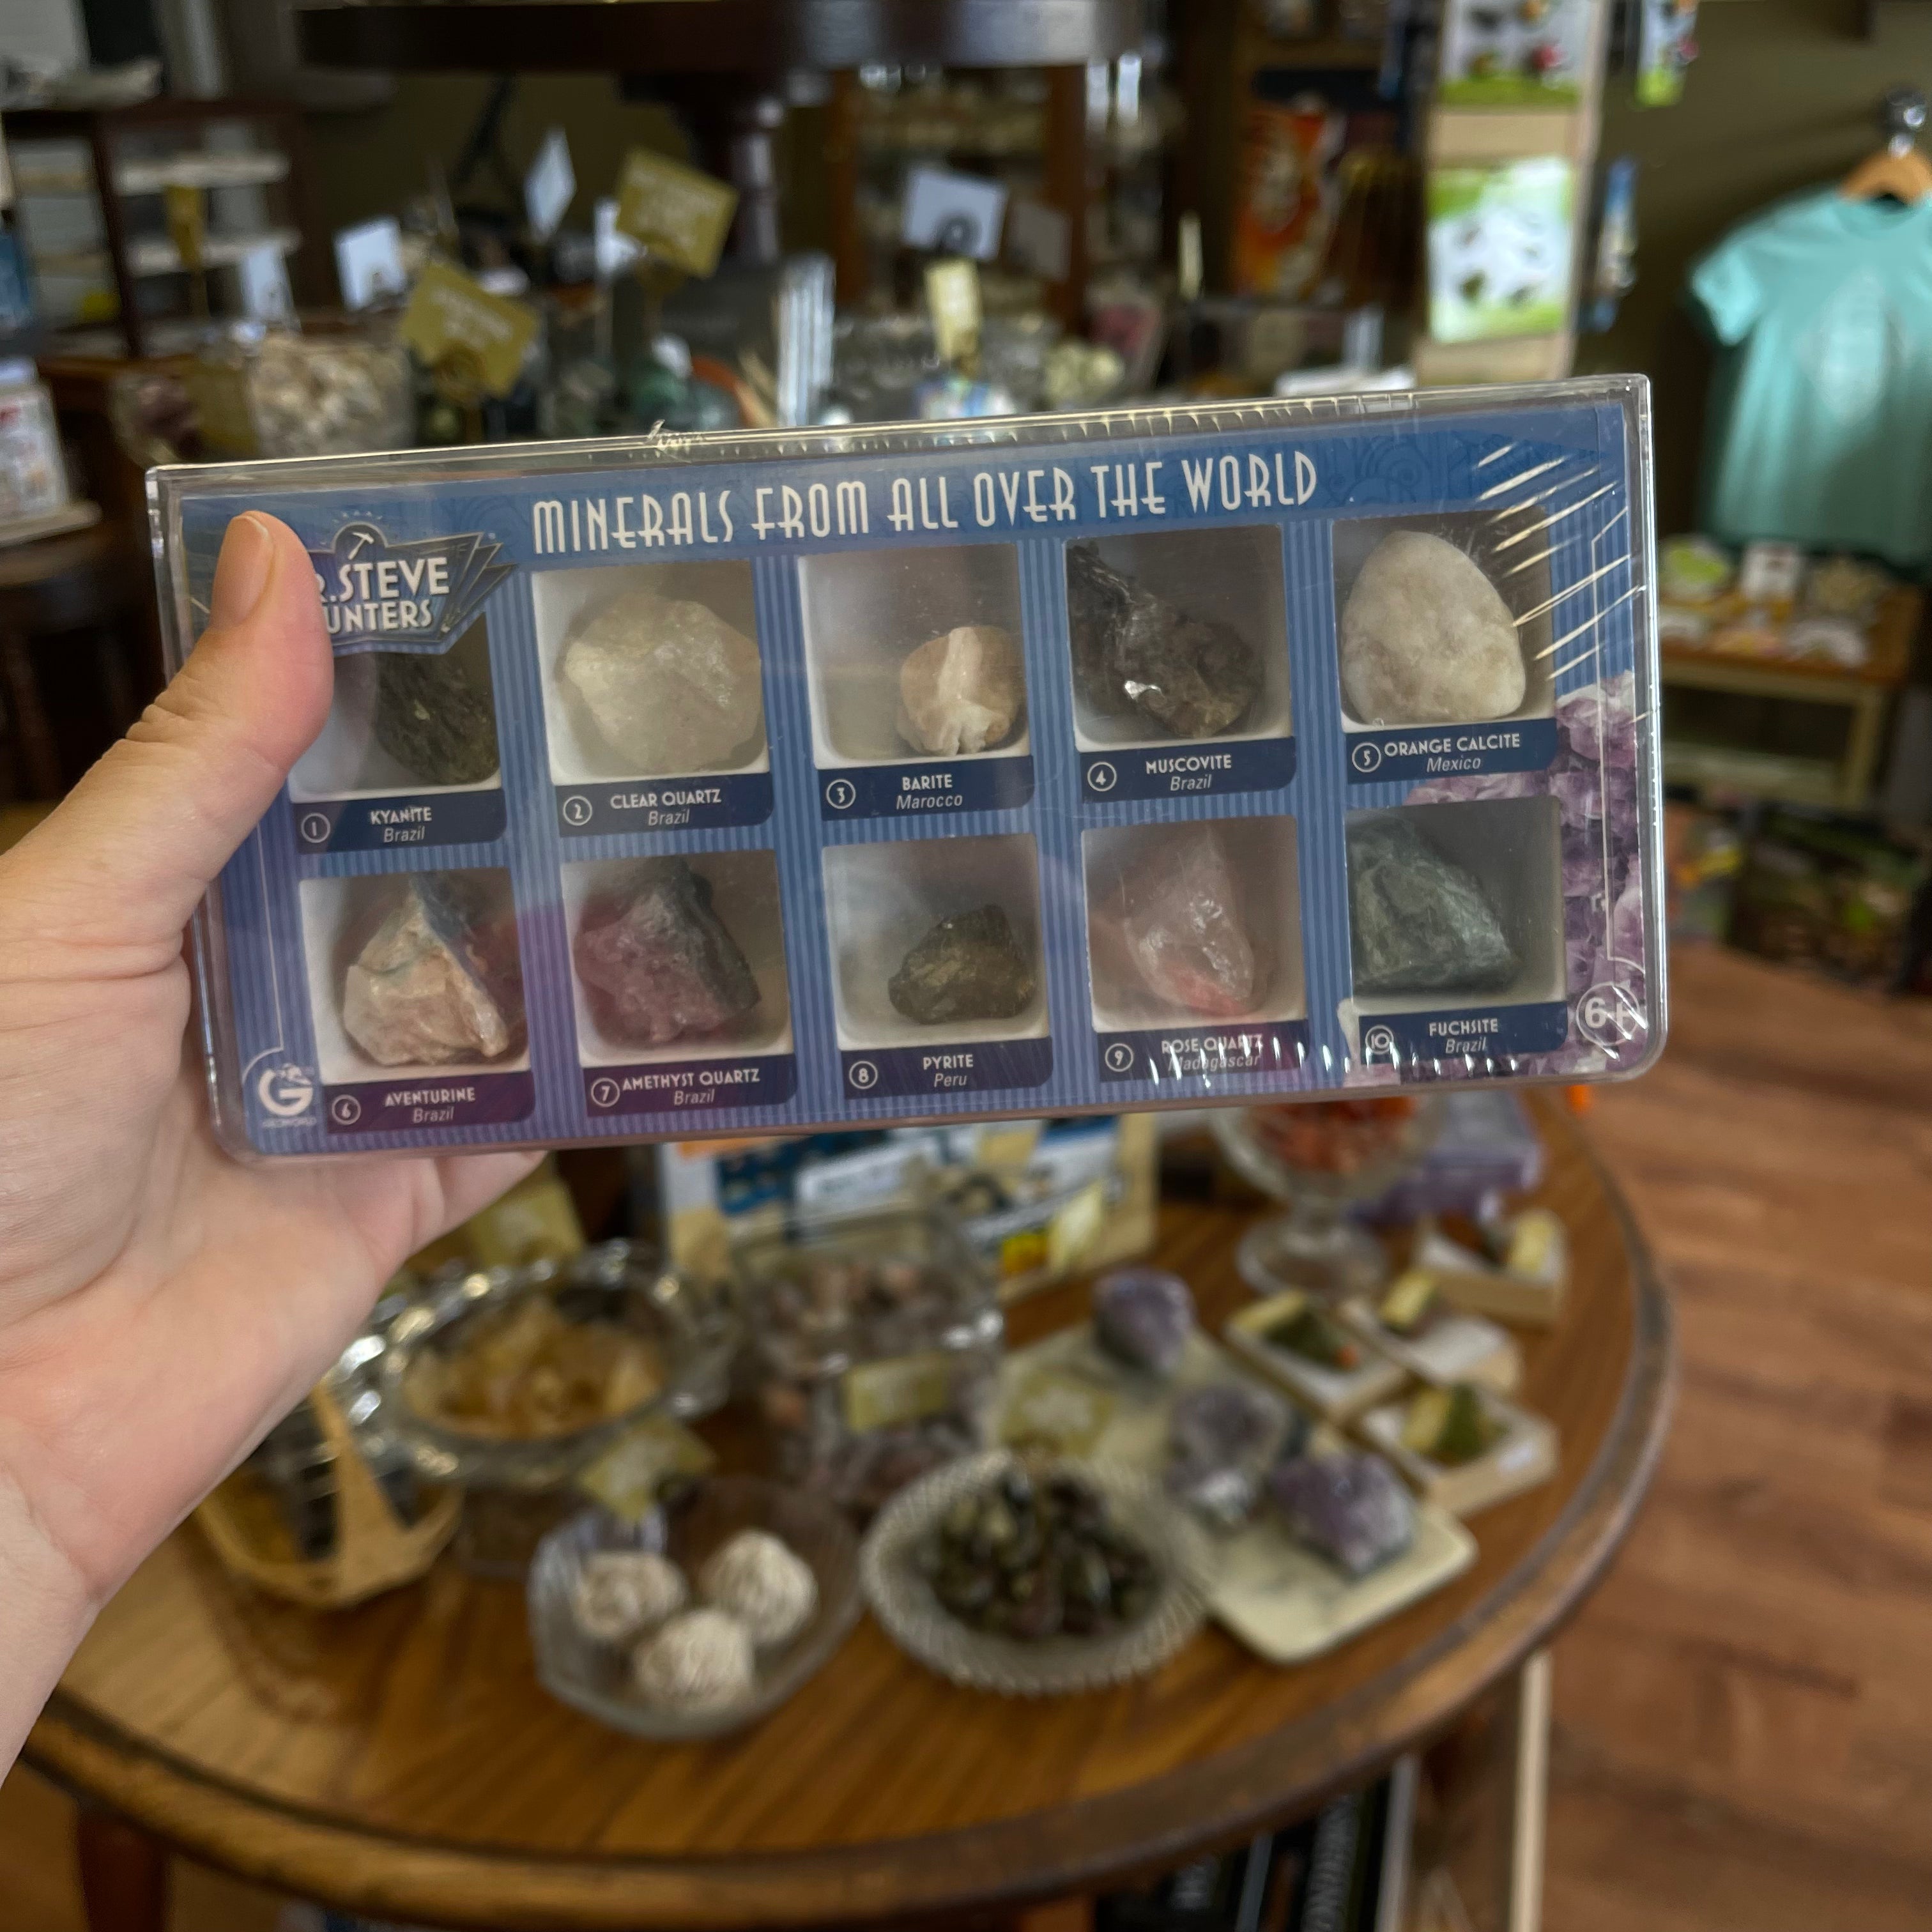 MINERALS FROM ALL OVER THE WORLD
R.STEVE
UNTERS
1 KYANITE
Brazil
2 CLEAR QUARTZ
Brazil
3 BARITE
Marocco
4 MUSCOVITE
Brazil
5 ORANGE CALCITE
Mexico
6 AVENTURINE
Brazil
7 AMETHYST QUARTZ
Brazil
8 PYRITE
Peru
9 ROSE QUARTZ
Madagascar
10 FUCHSITE
Brazil
6+
G